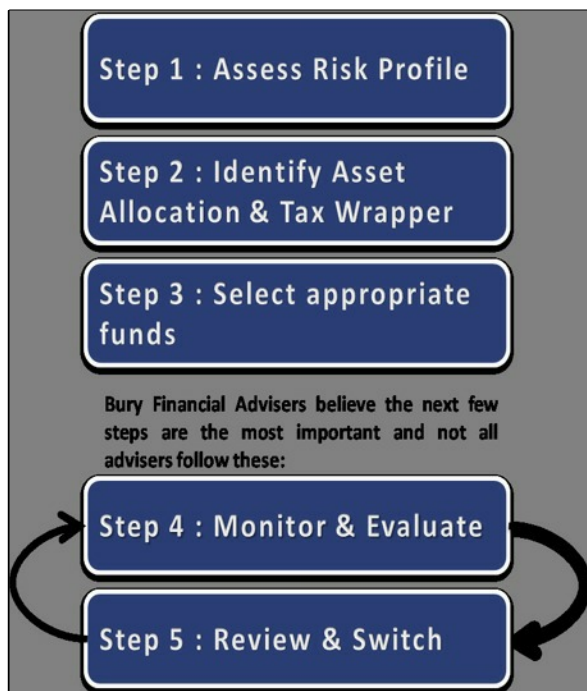 Step 1 : Assess Risk Profile
Step 2 : Identify Asset
Allocation & Tax Wrapper
Step 3 : Select appropriate
funds
Bury Financial Advisers believe the next few
steps are the most important and not all
advisers follow these:
Step 4 : Monitor & Evaluate
Step 5 : Review & Switch